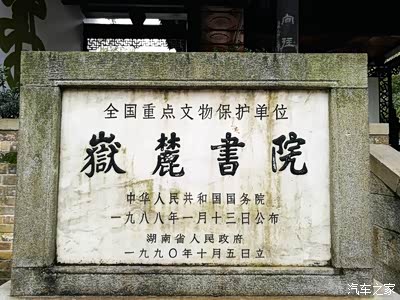 全国重点文物保护单位
嶽麓書院
中华人民共和国国务院
一九八八年一月十三日公布
湖南省人民政府
一九九〇年十月五日立
汽车之家